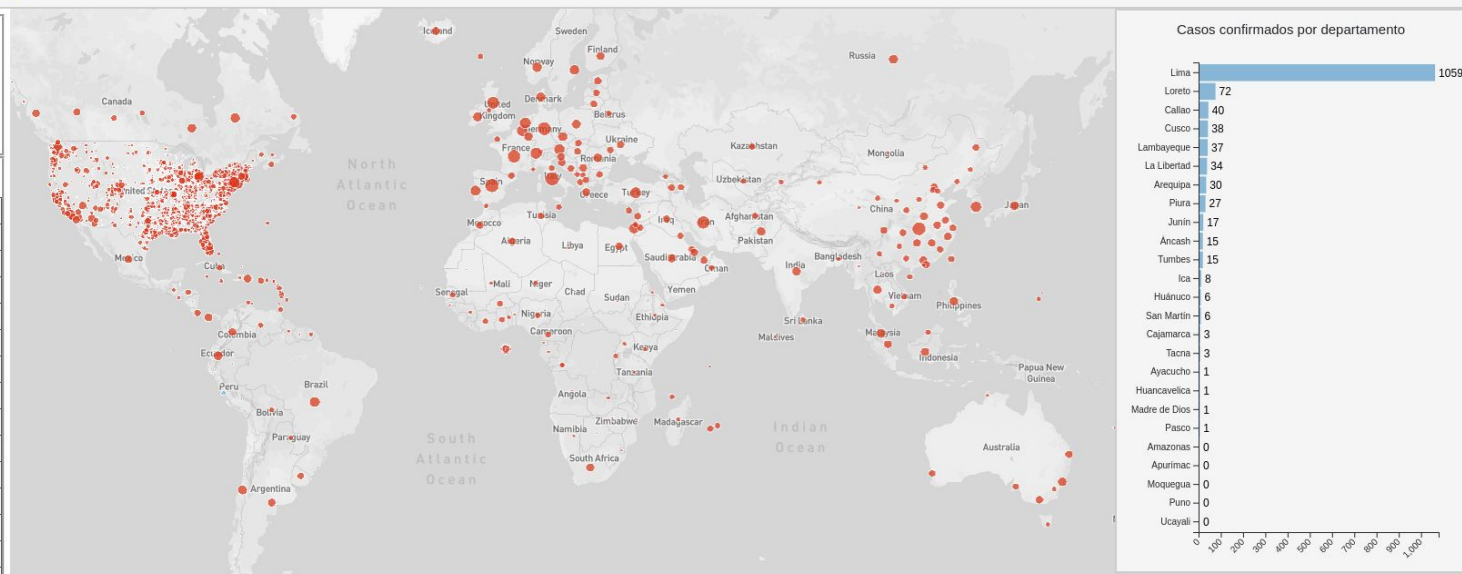 Iceland
Sweden
Finland
Russia
Norway
Canada
Denmark
United
Kingdom
Belarus
Germany
Ukraine
France
Kazakhstan
Mongolia
Romania
North
Atlantic
Ocean
United States
Spain
Italy
Uzbekistan
Greece
Turkey
China
Japan
Morocco
Tunisia
Iraq
Iran
Afghanistan
Algeria
Libya
Egypt
Pakistan
Mexico
Cuba
Saudi Arabia
Oman
India
Bangladesh
Laos
Senegal
Mali
Niger
Chad
Sudan
Yemen
Vietnam
Philippines
Nigeria
Ethiopia
Sri Lanka
Colombia
Cameroon
Maldives
Malaysia
Ecuador
Kenya
Indonesia
Tanzania
Papua New
Guinea
Peru
Brazil
Angola
Bolivia
Namibia
Zimbabwe
Madagascar
Indian
Ocean
Paraguay
South
Atlantic
Ocean
Australia
South Africa
Argentina
Casos confirmados por departamento
Lima 1059
Loreto 72
Callao 40
Cusco 38
Lambayeque 37
La Libertad 34
Arequipa 30
Piura 27
Junín 17
Áncash 15
Tumbes 15
Ica 8
Huánuco 6
San Martín 6
Cajamarca 3
Tacna 3
Ayacucho 1
Huancavelica 1
Madre de Dios 1
Pasco 1
Amazonas 0
Apurímac 0
Moquegua 0
Puno 0
Ucayali 0
0 100 200 300 400 500 600 700 800 900 1,000